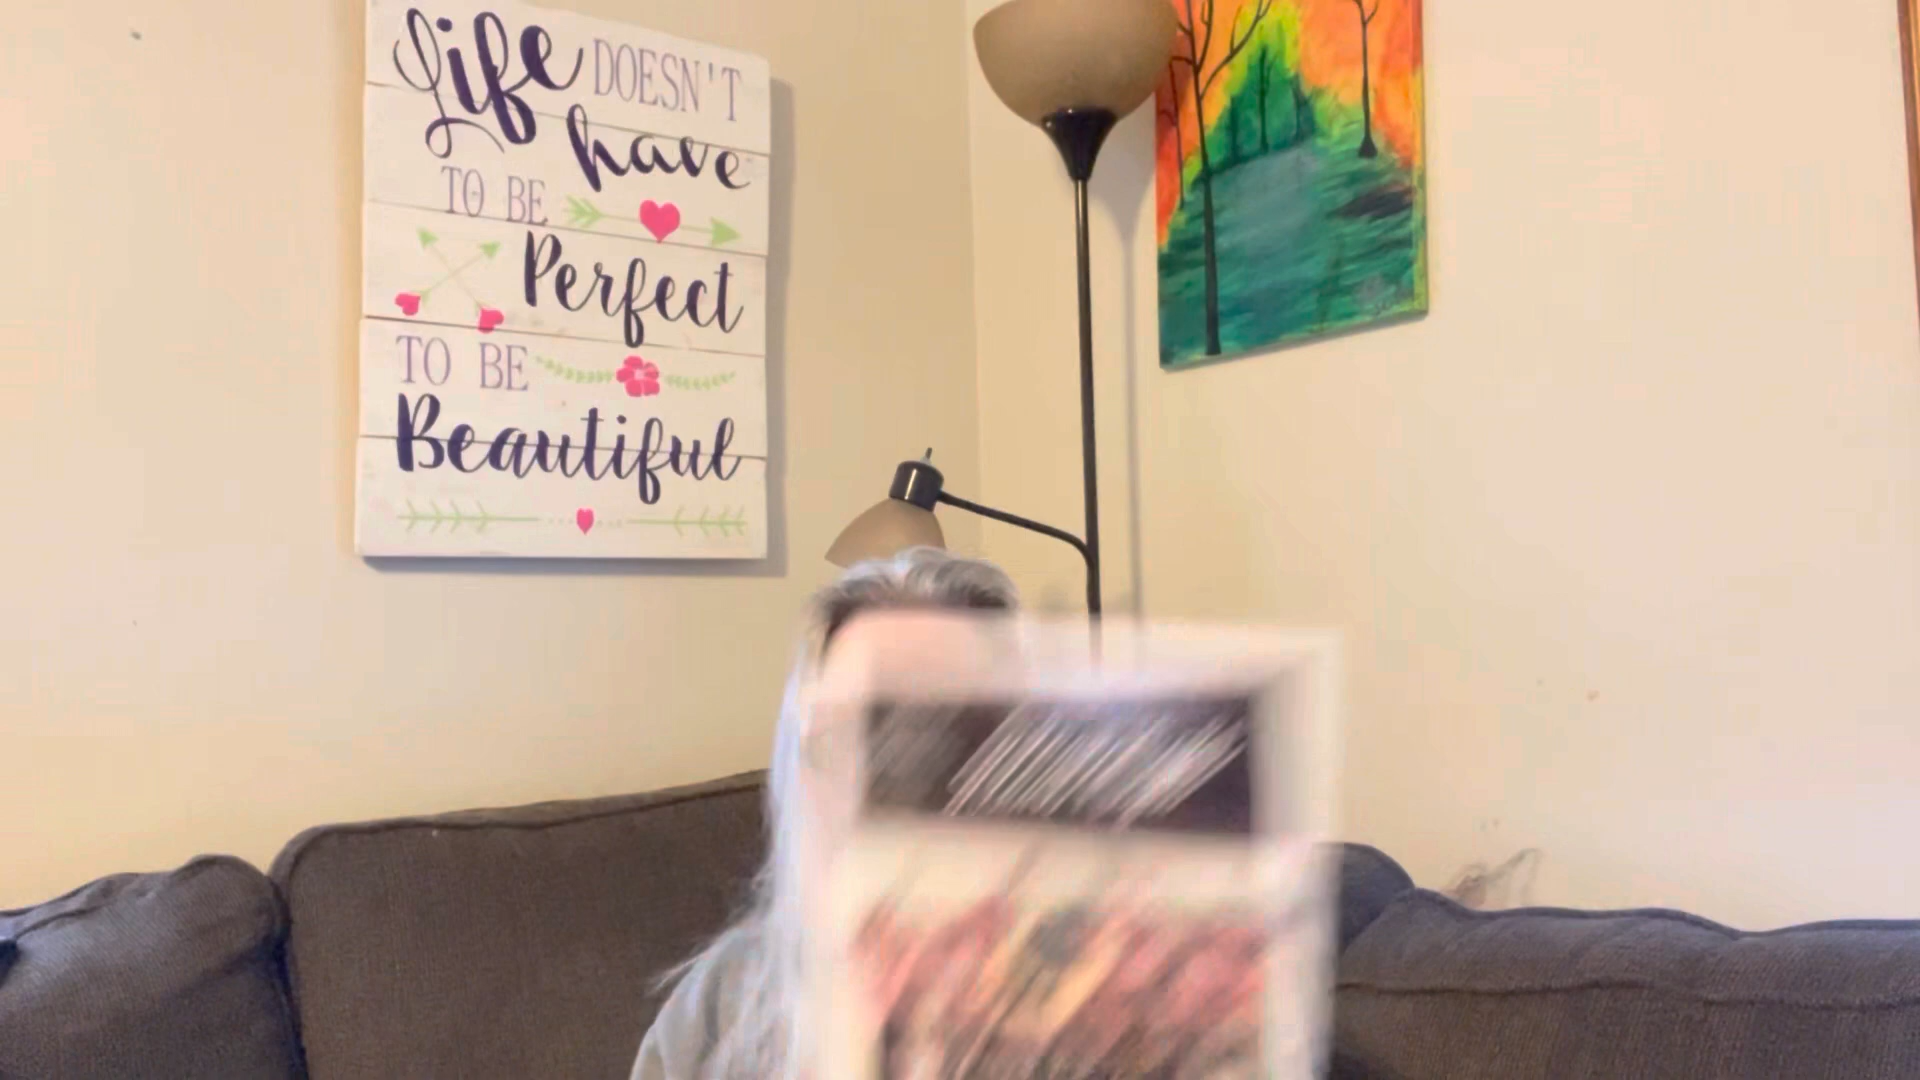 Life DOESN'T
have
TO BE
Perfect
TO BE
Beautiful